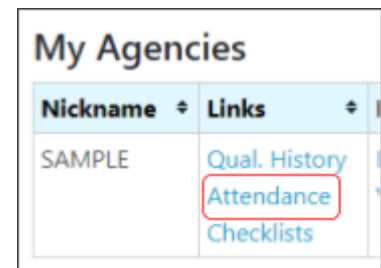 My Agencies
Nickname Links
SAMPLE Qual. History
Attendance
Checklists